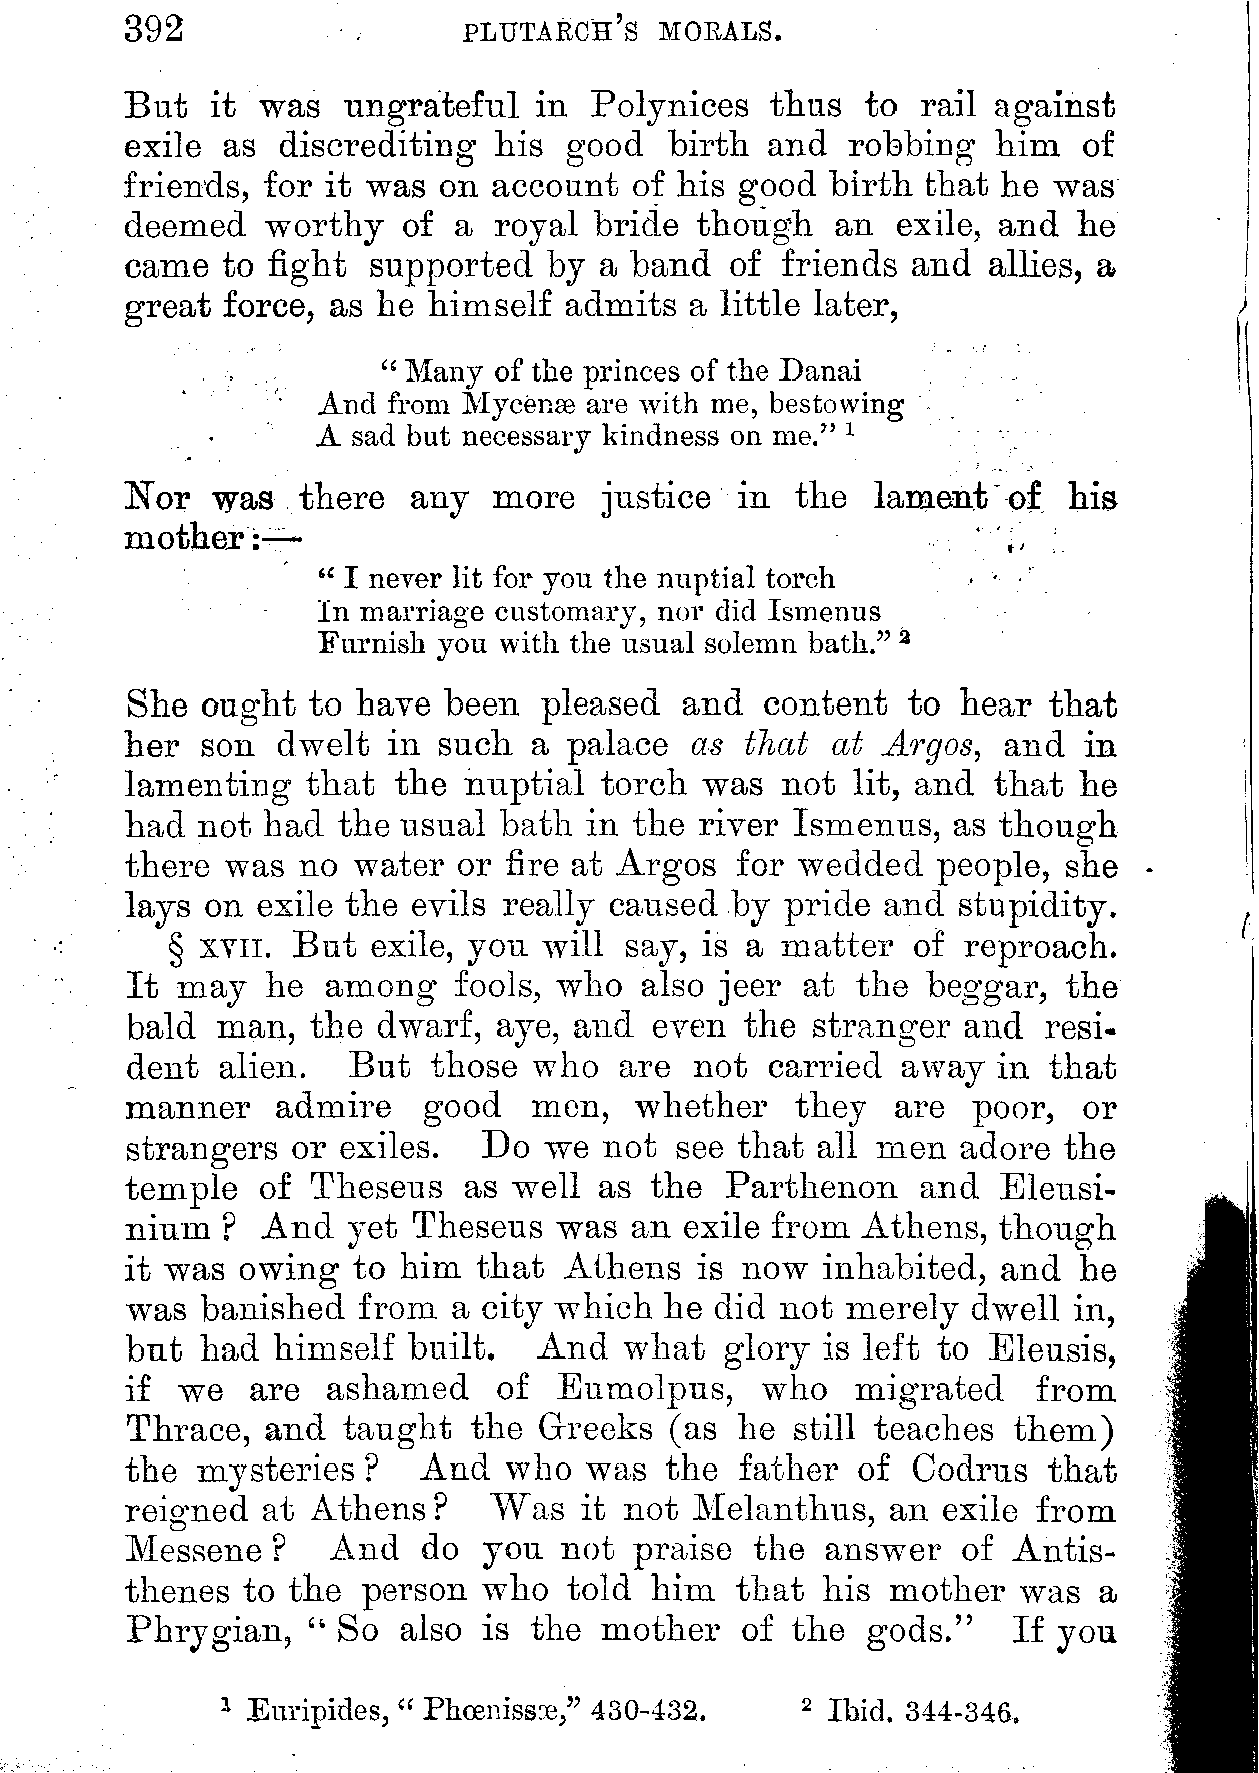 392 PLUTARCH'S MORALS.
But it was ungrateful in Polynices thus to rail against
exile as discrediting his good birth and robbing him of
friends, for it was on account of his good birth that he was
deemed worthy of a royal bride though an exile, and he
came to fight supported by a band of friends and allies, a
great force, as he himself admits a little later,
“Many of the princes of the Danai
And from Mycenæ are with me, bestowing
A sad but necessary kindness on me.” 1
Nor was there any more justice in the lament of his
mother:—
“I never lit for you the nuptial torch
In marriage customary, nor did Ismenus
Furnish you with the usual solemn bath.” 2
She ought to have been pleased and content to hear that
her son dwelt in such a palace as that at Argos, and in
lamenting that the nuptial torch was not lit, and that he
had not had the usual bath in the river Ismenus, as though
there was no water or fire at Argos for wedded people, she
lays on exile the evils really caused by pride and stupidity.
§ XVII. But exile, you will say, is a matter of reproach.
It may he among fools, who also jeer at the beggar, the
bald man, the dwarf, aye, and even the stranger and resi-
dent alien. But those who are not carried away in that
manner admire good men, whether they are poor, or
strangers or exiles. Do we not see that all men adore the
temple of Theseus as well as the Parthenon and Eleusi-
nium? And yet Theseus was an exile from Athens, though
it was owing to him that Athens is now inhabited, and he
was banished from a city which he did not merely dwell in,
but had himself built. And what glory is left to Eleusis,
if we are ashamed of Eumolpus, who migrated from
Thrace, and taught the Greeks (as he still teaches them)
the mysteries? And who was the father of Codrus that
reigned at Athens? Was it not Melanthus, an exile from
Messene? And do you not praise the answer of Antis-
thenes to the person who told him that his mother was a
Phrygian, “So also is the mother of the gods.” If you
1 Euripides, “Phœnissæ,” 430-432. 2 Ibid. 344-346.